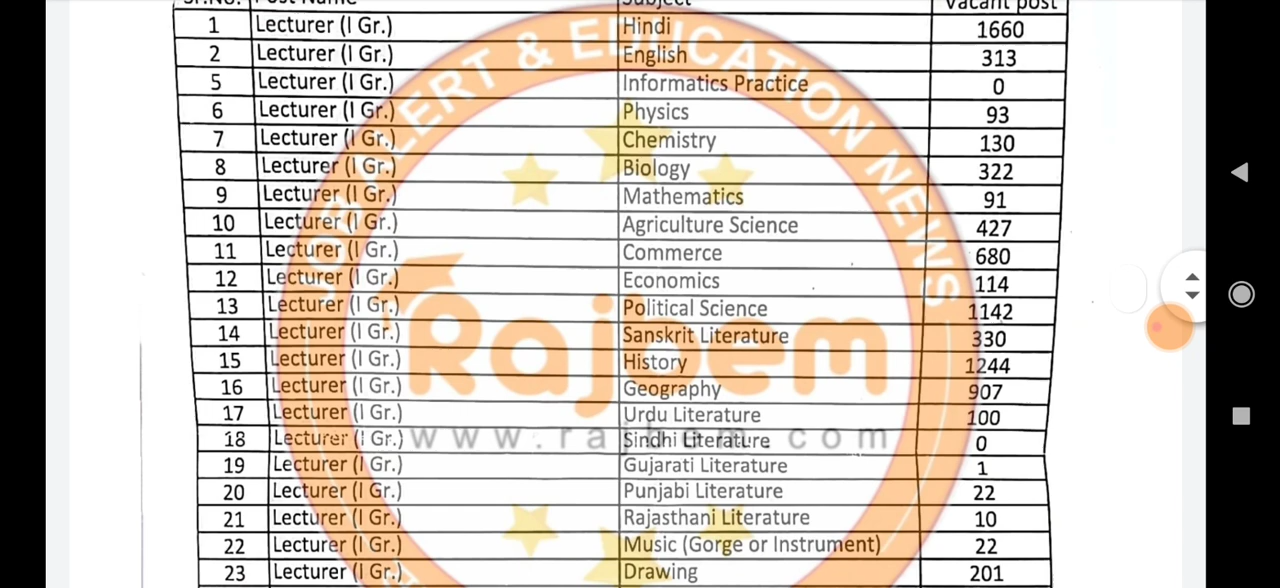 Sr.No. Post Name Subject Vacant post
1 Lecturer (I Gr.) Hindi 1660
2 Lecturer (I Gr.) English 313
5 Lecturer (I Gr.) Informatics Practice 0
6 Lecturer (I Gr.) Physics 93
7 Lecturer (I Gr.) Chemistry 130
8 Lecturer (I Gr.) Biology 322
9 Lecturer (I Gr.) Mathematics 91
10 Lecturer (I Gr.) Agriculture Science 427
11 Lecturer (I Gr.) Commerce 680
12 Lecturer (I Gr.) Economics 114
13 Lecturer (I Gr.) Political Science 1142
14 Lecturer (I Gr.) Sanskrit Literature 330
15 Lecturer (I Gr.) History 1244
16 Lecturer (I Gr.) Geography 907
17 Lecturer (I Gr.) Urdu Literature 100
18 Lecturer (I Gr.) Sindhi Literature 0
19 Lecturer (I Gr.) Gujarati Literature 1
20 Lecturer (I Gr.) Punjabi Literature 22
21 Lecturer (I Gr.) Rajasthani Literature 10
22 Lecturer (I Gr.) Music (Gorge or Instrument) 22
23 Lecturer (I Gr.) Drawing 201
JOB ALERT & EDUCATION NEWS
Rajhem
www.rajhem.com